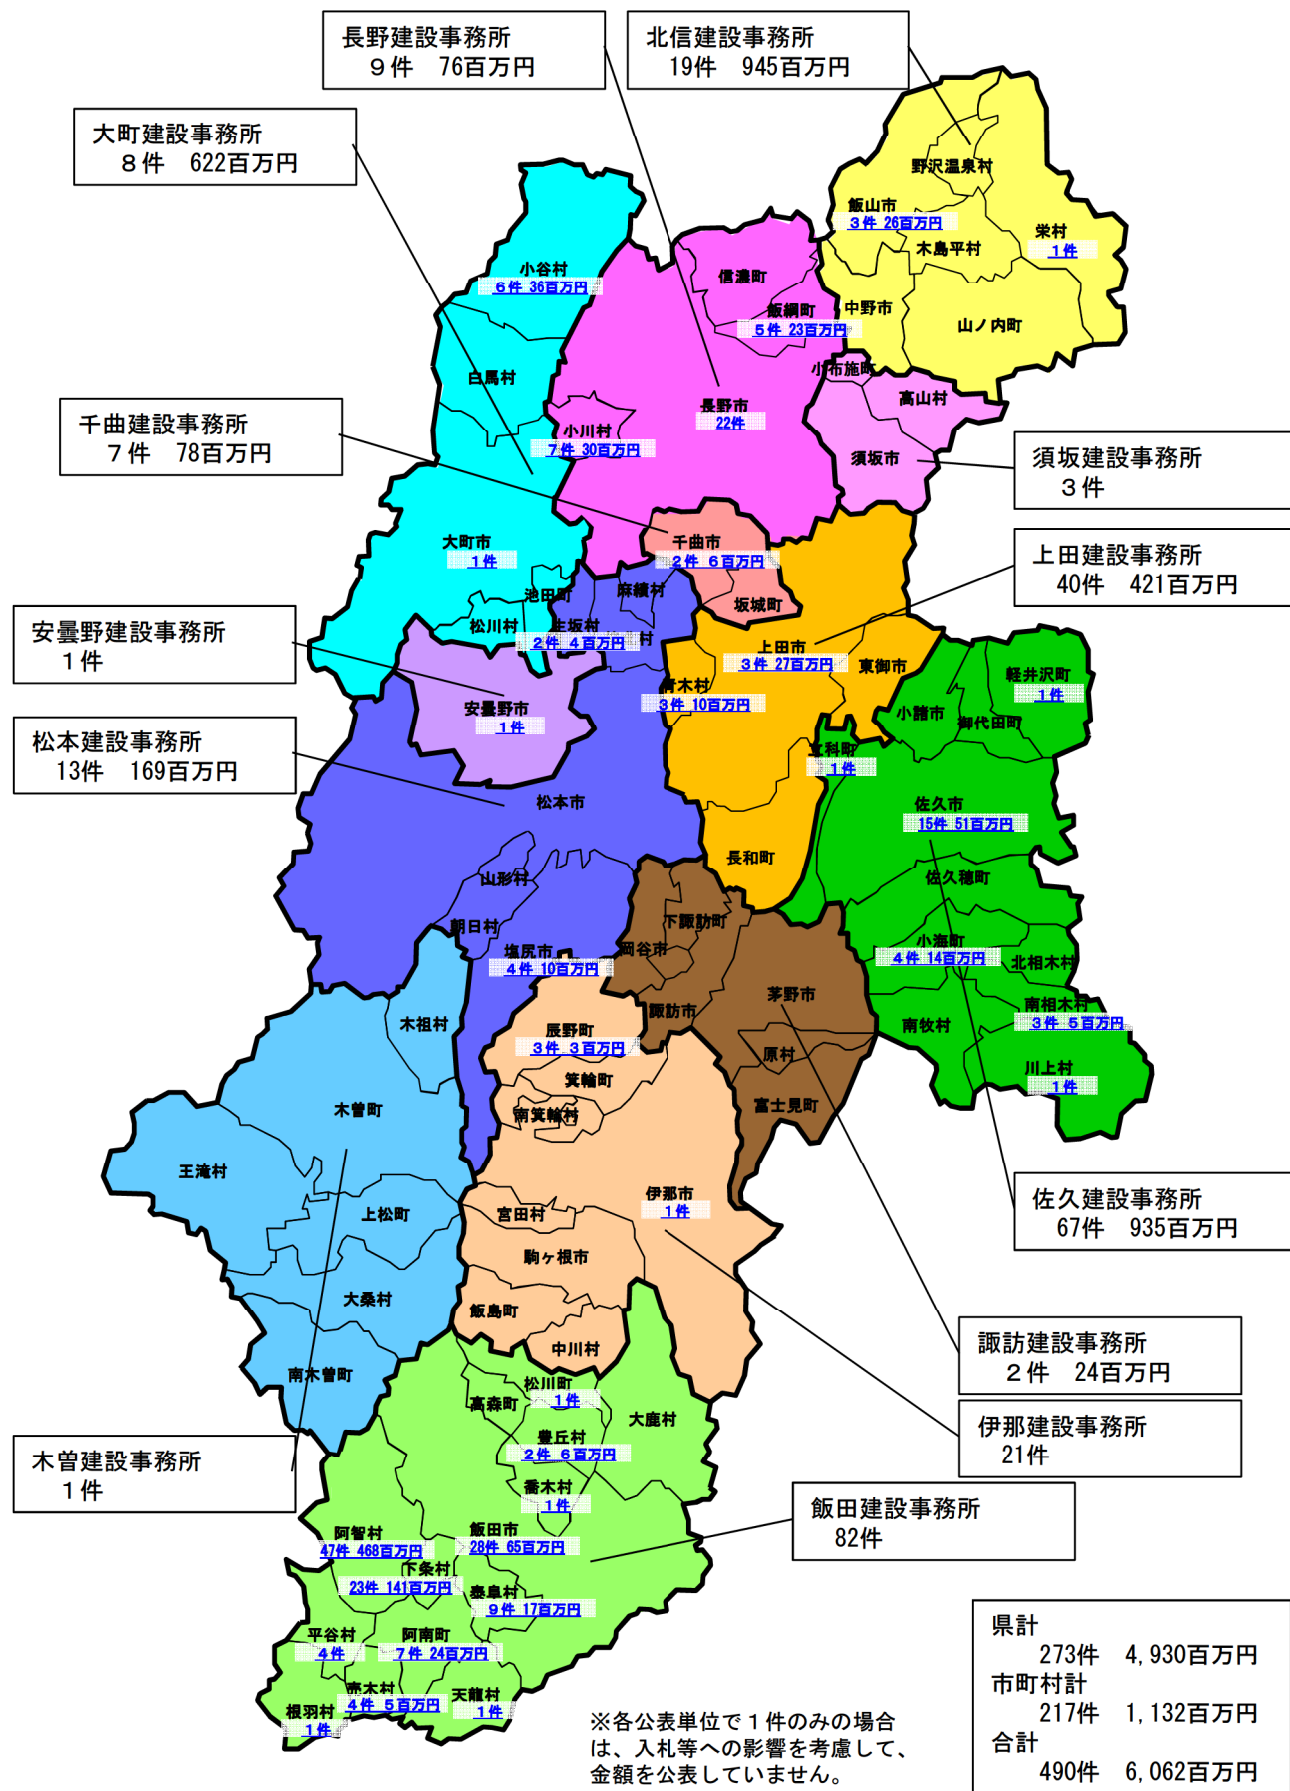 長野建設事務所
９件 76百万円
北信建設事務所
19件 945百万円
大町建設事務所
８件 622百万円
野沢温泉村
飯山市
３件 26百万円
栄村
１件
木島平村
小谷村
６件 36百万円
信濃町
飯綱町
５件 23百万円
中野市
山ノ内町
白馬村
小布施町
高山村
長野市
22件
千曲建設事務所
７件 78百万円
小川村
７件 30百万円
須坂市
須坂建設事務所
３件
大町市
１件
千曲市
２件 ６百万円
上田建設事務所
40件 421百万円
池田町
麻績村
坂城町
松川村
生坂村
村
２件 ４百万円
安曇野建設事務所
１件
上田市
３件 27百万円
東御市
軽井沢町
１件
青木村
３件 10百万円
安曇野市
１件
小諸市
御代田町
松本建設事務所
13件 169百万円
立科町
１件
松本市
佐久市
15件 51百万円
長和町
山形村
佐久穂町
朝日村
下諏訪町
塩尻市
４件 10百万円
岡谷市
小海町
４件 14百万円
北相木村
茅野市
諏訪市
南相木村
３件 ５百万円
木祖村
辰野町
３件 ３百万円
南牧村
原村
川上村
１件
箕輪町
木曽町
南箕輪村
富士見町
王滝村
伊那市
１件
佐久建設事務所
67件 935百万円
上松町
宮田村
駒ヶ根市
大桑村
飯島町
諏訪建設事務所
２件 24百万円
中川村
南木曽町
松川町
１件
高森町
大鹿村
伊那建設事務所
21件
豊丘村
２件 ６百万円
木曽建設事務所
１件
喬木村
１件
飯田建設事務所
82件
阿智村
47件 468百万円
飯田市
28件 65百万円
下条村
23件 141百万円
泰阜村
９件 17百万円
平谷村
４件
阿南町
７件 24百万円
売木村
４件 ５百万円
天龍村
１件
根羽村
１件
※各公表単位で１件のみの場合
は、入札等への影響を考慮して、
金額を公表していません。
県計
273件 4,930百万円
市町村計
217件 1,132百万円
合計
490件 6,062百万円